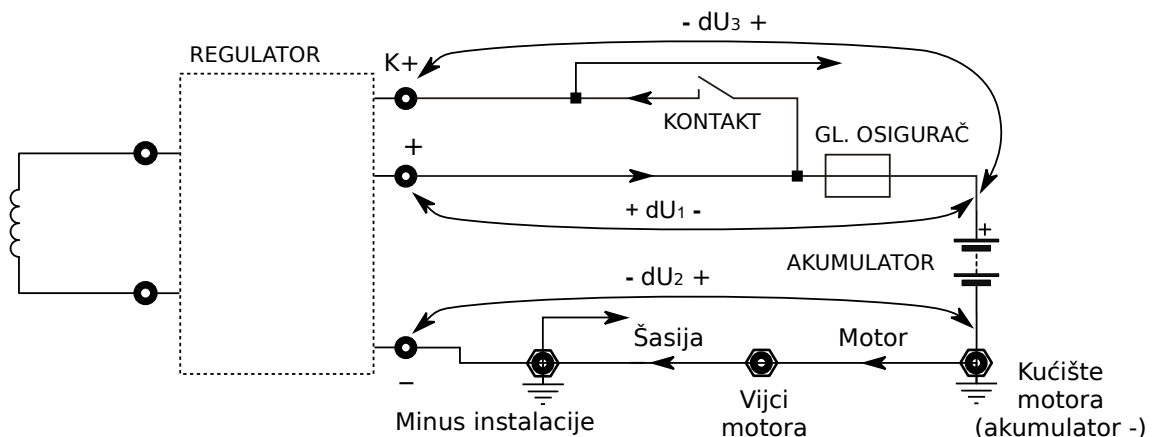 - dU3 +
REGULATOR
K+
KONTAKT
GL. OSIGURAČ
+
+ dU1 -
+
AKUMULATOR
- dU2 +
Šasija
Motor
–
Minus instalacije
Vijci
motora
Kućište
motora
(akumulator -)